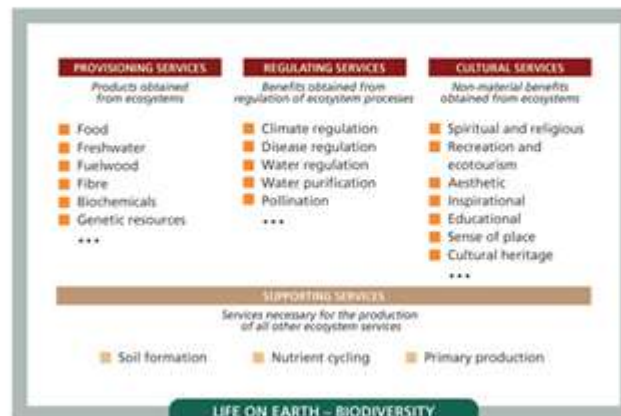 PROVISIONING SERVICES
Products obtained
from ecosystems
Food
Freshwater
Fuelwood
Fibre
Biochemicals
Genetic resources
...
REGULATING SERVICES
Benefits obtained from
regulation of ecosystem processes
Climate regulation
Disease regulation
Water regulation
Water purification
Pollination
...
CULTURAL SERVICES
Non-material benefits
obtained from ecosystems
Spiritual and religious
Recreation and
ecotourism
Aesthetic
Inspirational
Educational
Sense of place
Cultural heritage
...
SUPPORTING SERVICES
Services necessary for the production
of all other ecosystem services
Soil formation
Nutrient cycling
Primary production
LIFE ON EARTH – BIODIVERSITY